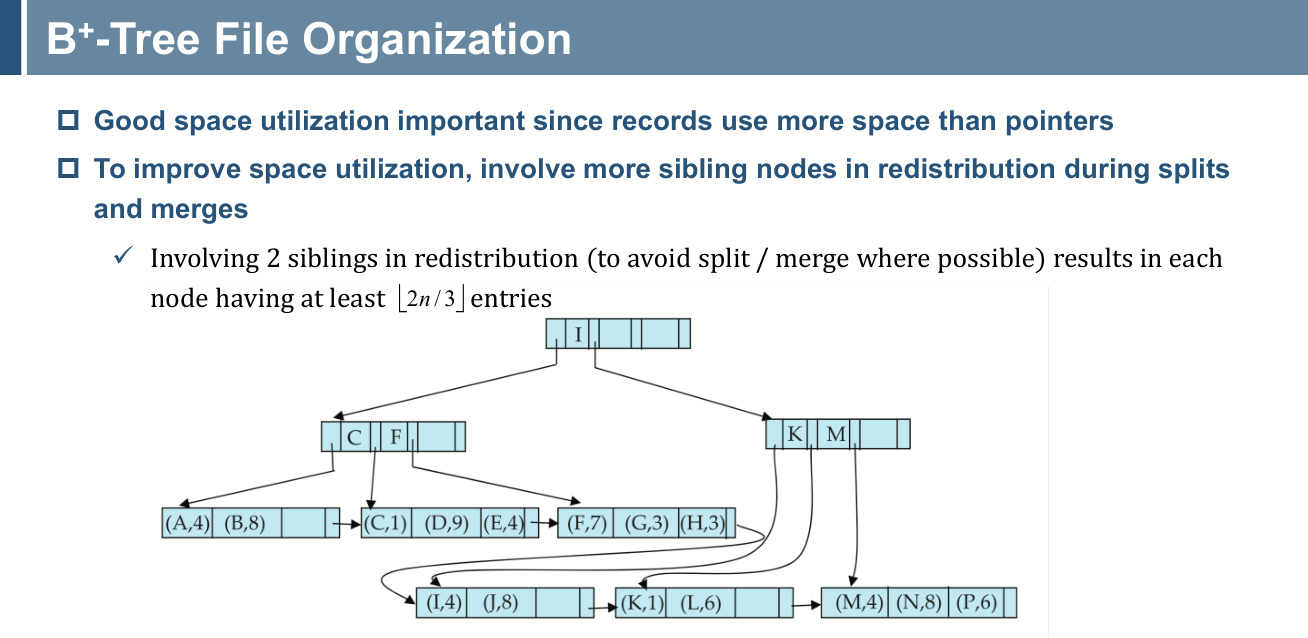 B⁺-Tree File Organization
Good space utilization important since records use more space than pointers
To improve space utilization, involve more sibling nodes in redistribution during splits
and merges
✓ Involving 2 siblings in redistribution (to avoid split / merge where possible) results in each
node having at least ⌊2n/3⌋ entries
I
C F
K M
(A,4) (B,8)
(C,1) (D,9) (E,4)
(F,7) (G,3) (H,3)
(I,4) (J,8)
(K,1) (L,6)
(M,4) (N,8) (P,6)